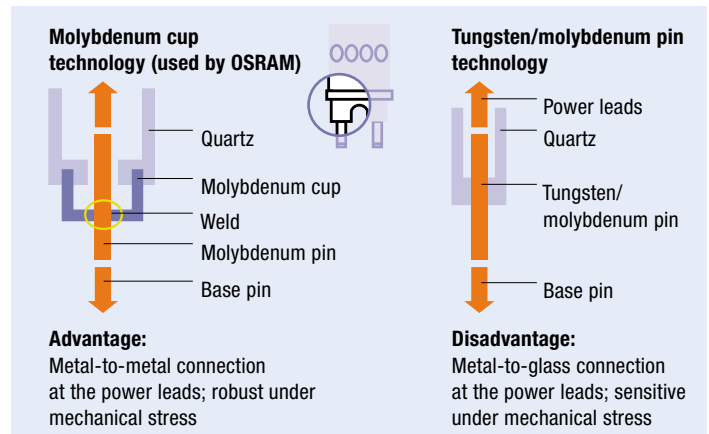 Molybdenum cup
technology (used by OSRAM)
Quartz
Molybdenum cup
Weld
Molybdenum pin
Base pin
Advantage:
Metal-to-metal connection
at the power leads; robust under
mechanical stress
Tungsten/molybdenum pin
technology
Power leads
Quartz
Tungsten/
molybdenum pin
Base pin
Disadvantage:
Metal-to-glass connection
at the power leads; sensitive
under mechanical stress